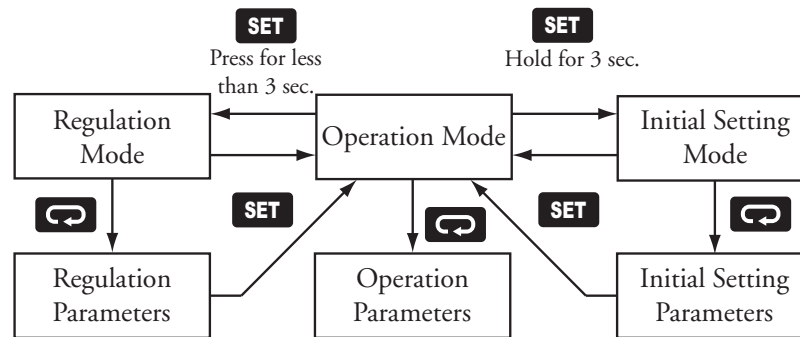 SET
Press for less
than 3 sec.
SET
Hold for 3 sec.
Regulation
Mode
Operation Mode
Initial Setting
Mode
SET
SET
Regulation
Parameters
Operation
Parameters
Initial Setting
Parameters